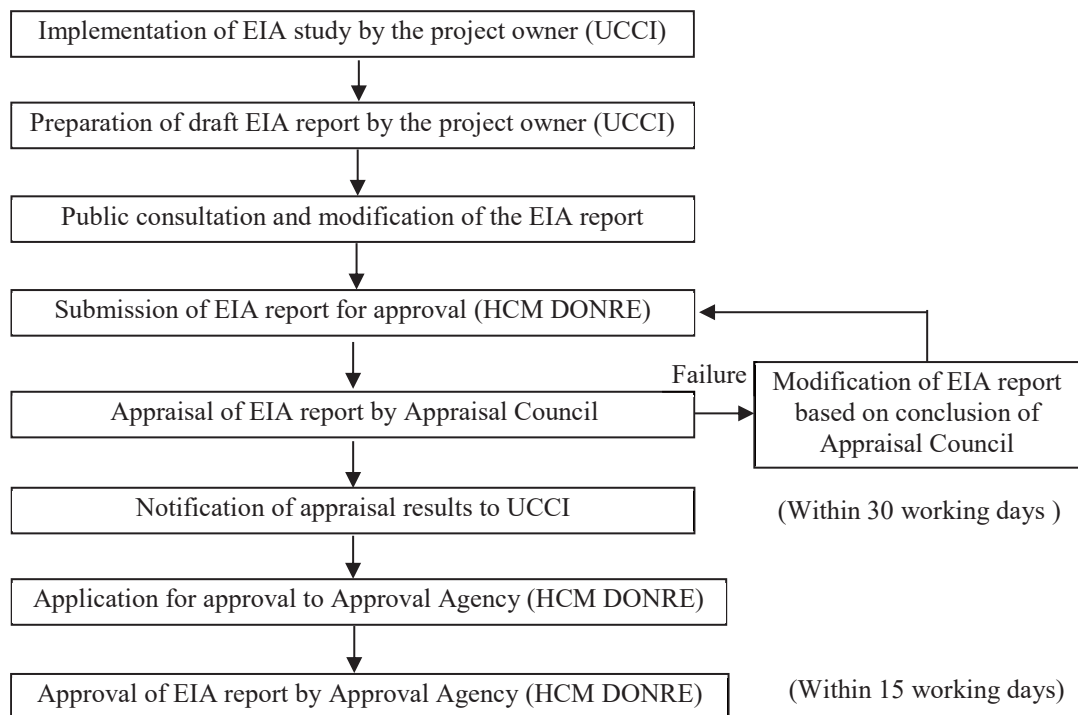 Implementation of EIA study by the project owner (UCCI)
Preparation of draft EIA report by the project owner (UCCI)
Public consultation and modification of the EIA report
Submission of EIA report for approval (HCM DONRE)
Failure
Modification of EIA report
based on conclusion of
Appraisal Council
Appraisal of EIA report by Appraisal Council
Notification of appraisal results to UCCI
(Within 30 working days )
Application for approval to Approval Agency (HCM DONRE)
Approval of EIA report by Approval Agency (HCM DONRE)
(Within 15 working days)